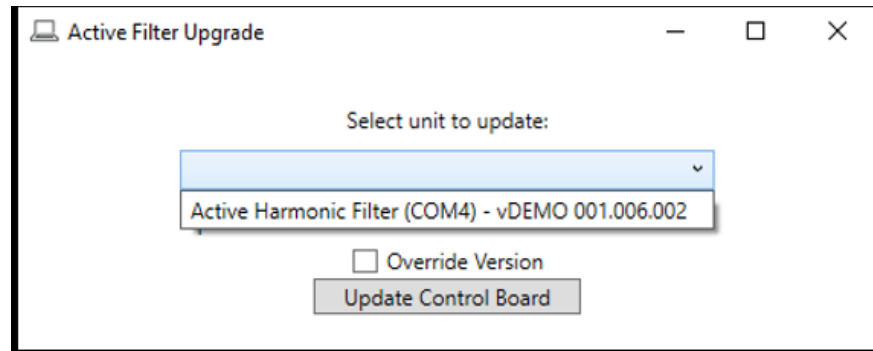 Active Filter Upgrade
Select unit to update:
Active Harmonic Filter (COM4) - vDEMO 001.006.002
Override Version
Update Control Board